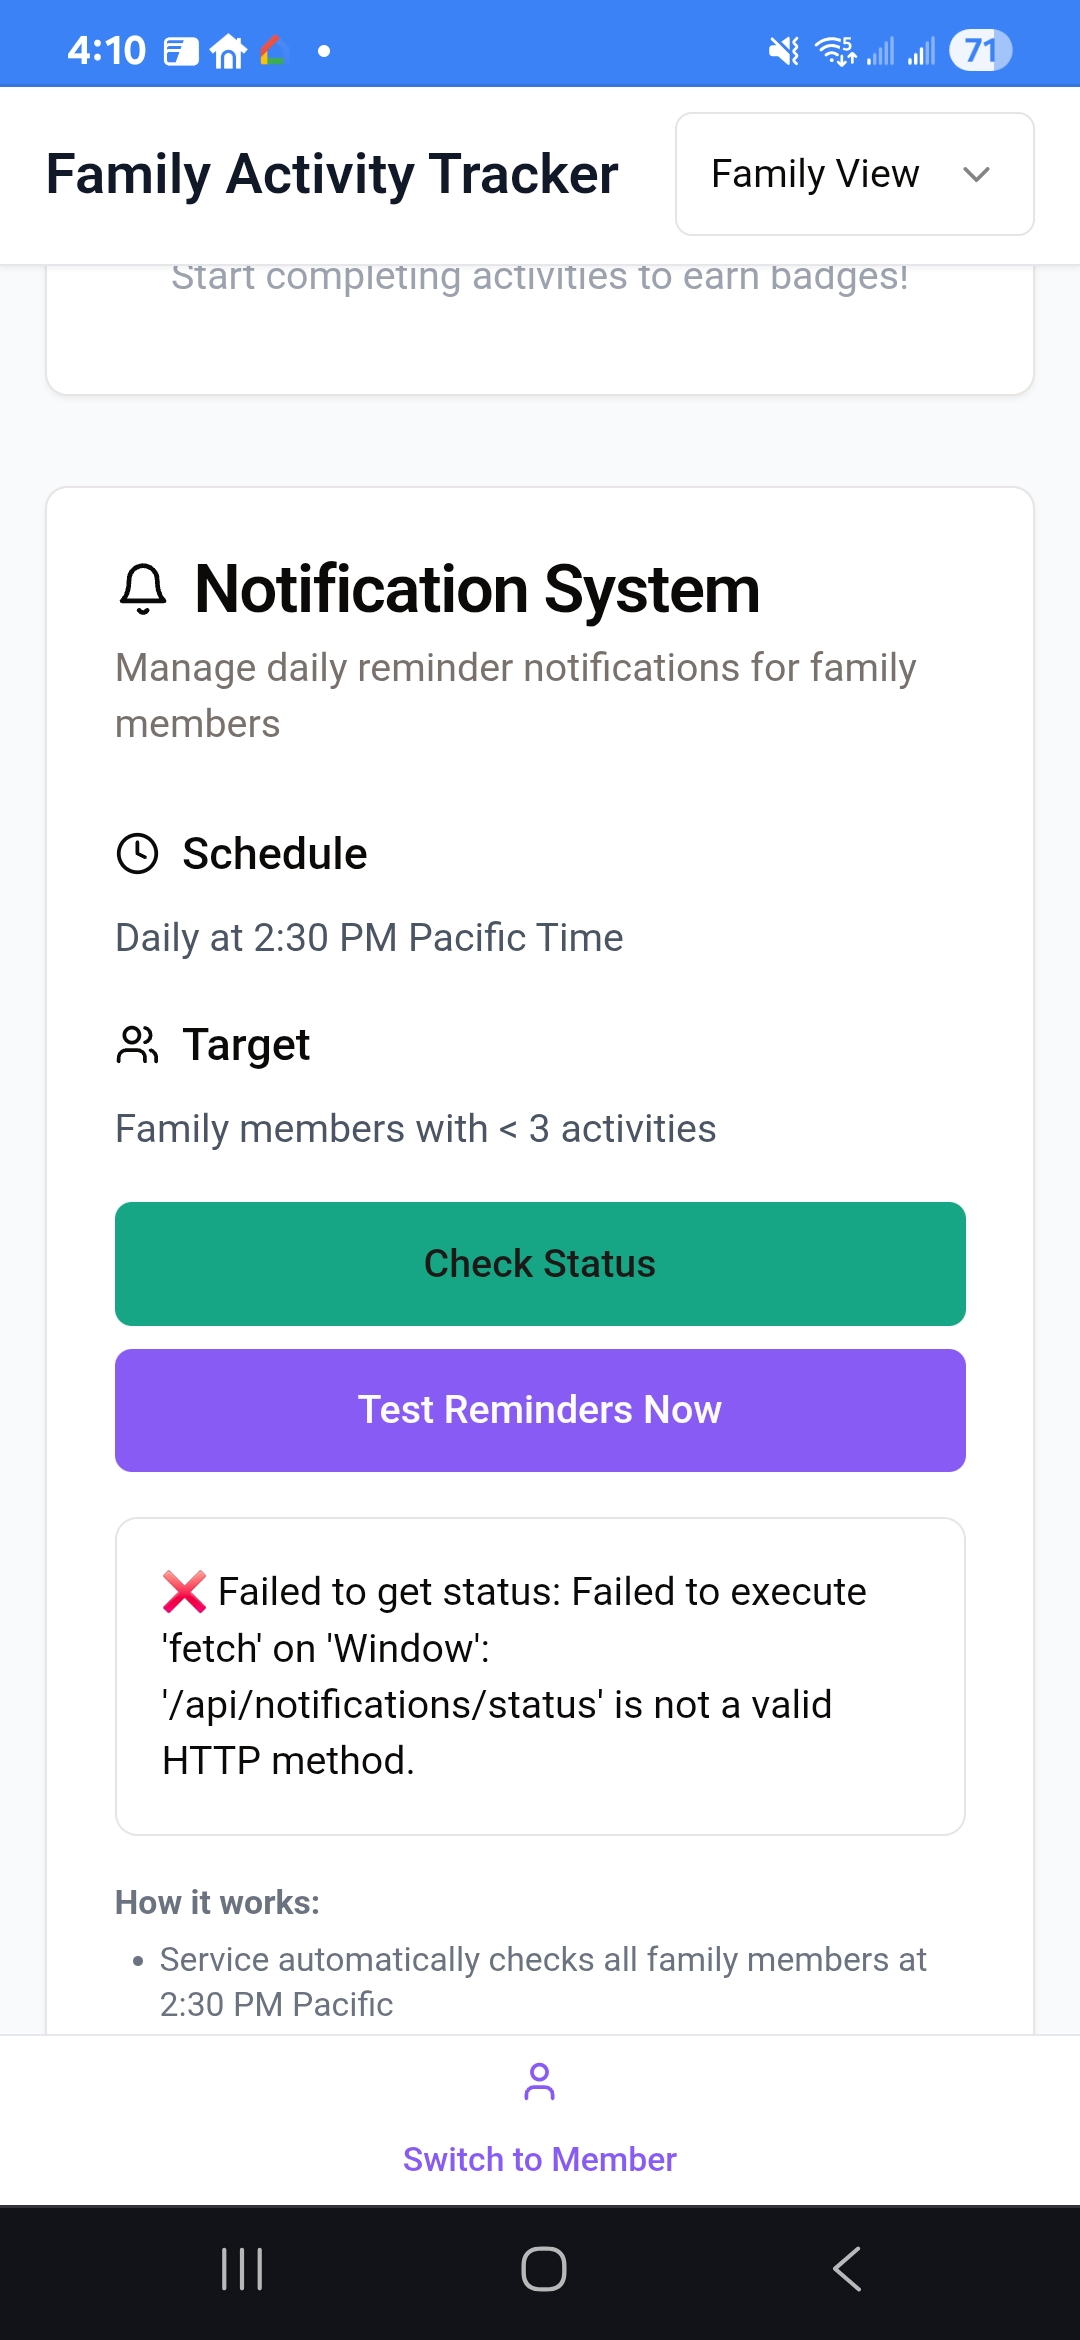 4:10
5
71
Family Activity Tracker
Family View
Start completing activities to earn badges!
Notification System
Manage daily reminder notifications for family
members
Schedule
Daily at 2:30 PM Pacific Time
Target
Family members with < 3 activities
Check Status
Test Reminders Now
❌ Failed to get status: Failed to execute
'fetch' on 'Window':
'/api/notifications/status' is not a valid
HTTP method.
How it works:
• Service automatically checks all family members at
2:30 PM Pacific
Switch to Member